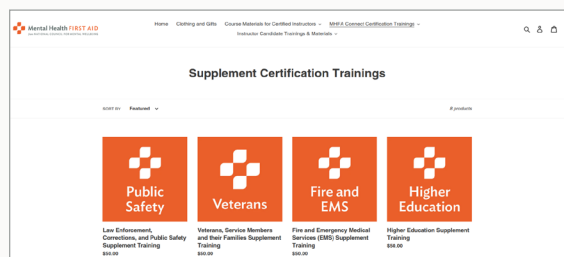 Mental Health FIRST AID
Home Clothing and Gifts Course Materials for Certified Instructors MHFA Connect Certification Trainings
Instructor Candidate Trainings & Materials
Supplement Certification Trainings
SORT BY Featured 8 products
Public Safety
Veterans
Fire and EMS
Higher Education
Law Enforcement, Corrections, and Public Safety Supplement Training
$50.00
Veterans, Service Members and their Families Supplement Training
$50.00
Fire and Emergency Medical Services (EMS) Supplement Training
$50.00
Higher Education Supplement Training
$50.00